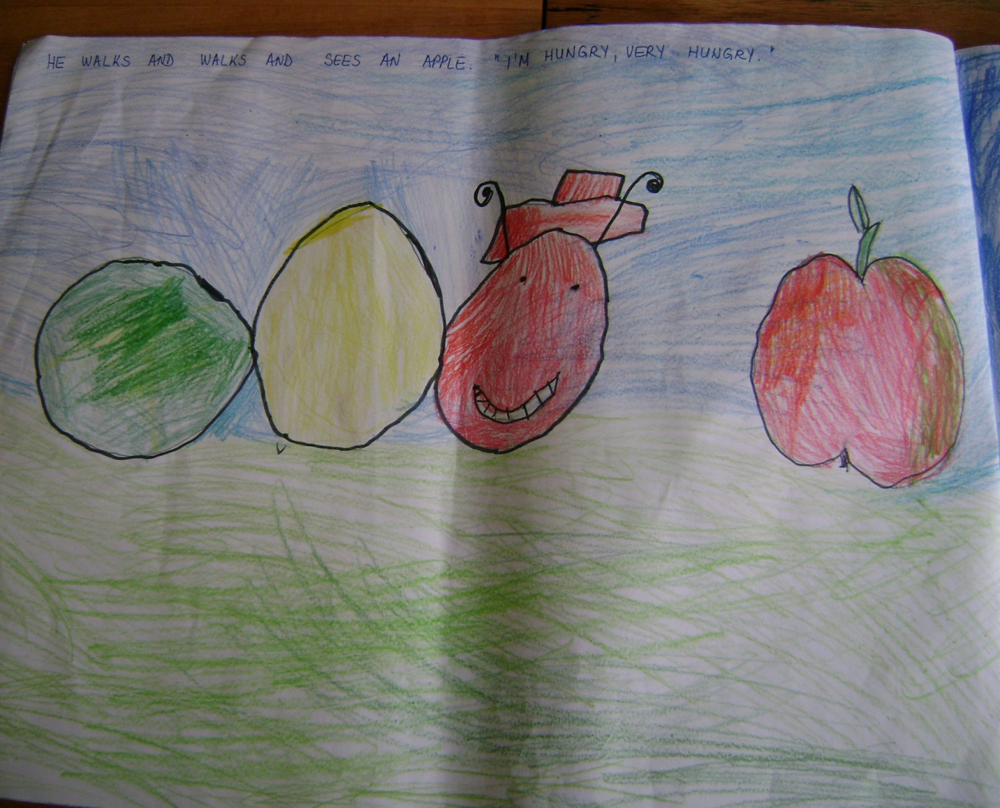 HE WALKS AND WALKS AND SEES AN APPLE. "I'M HUNGRY, VERY HUNGRY."